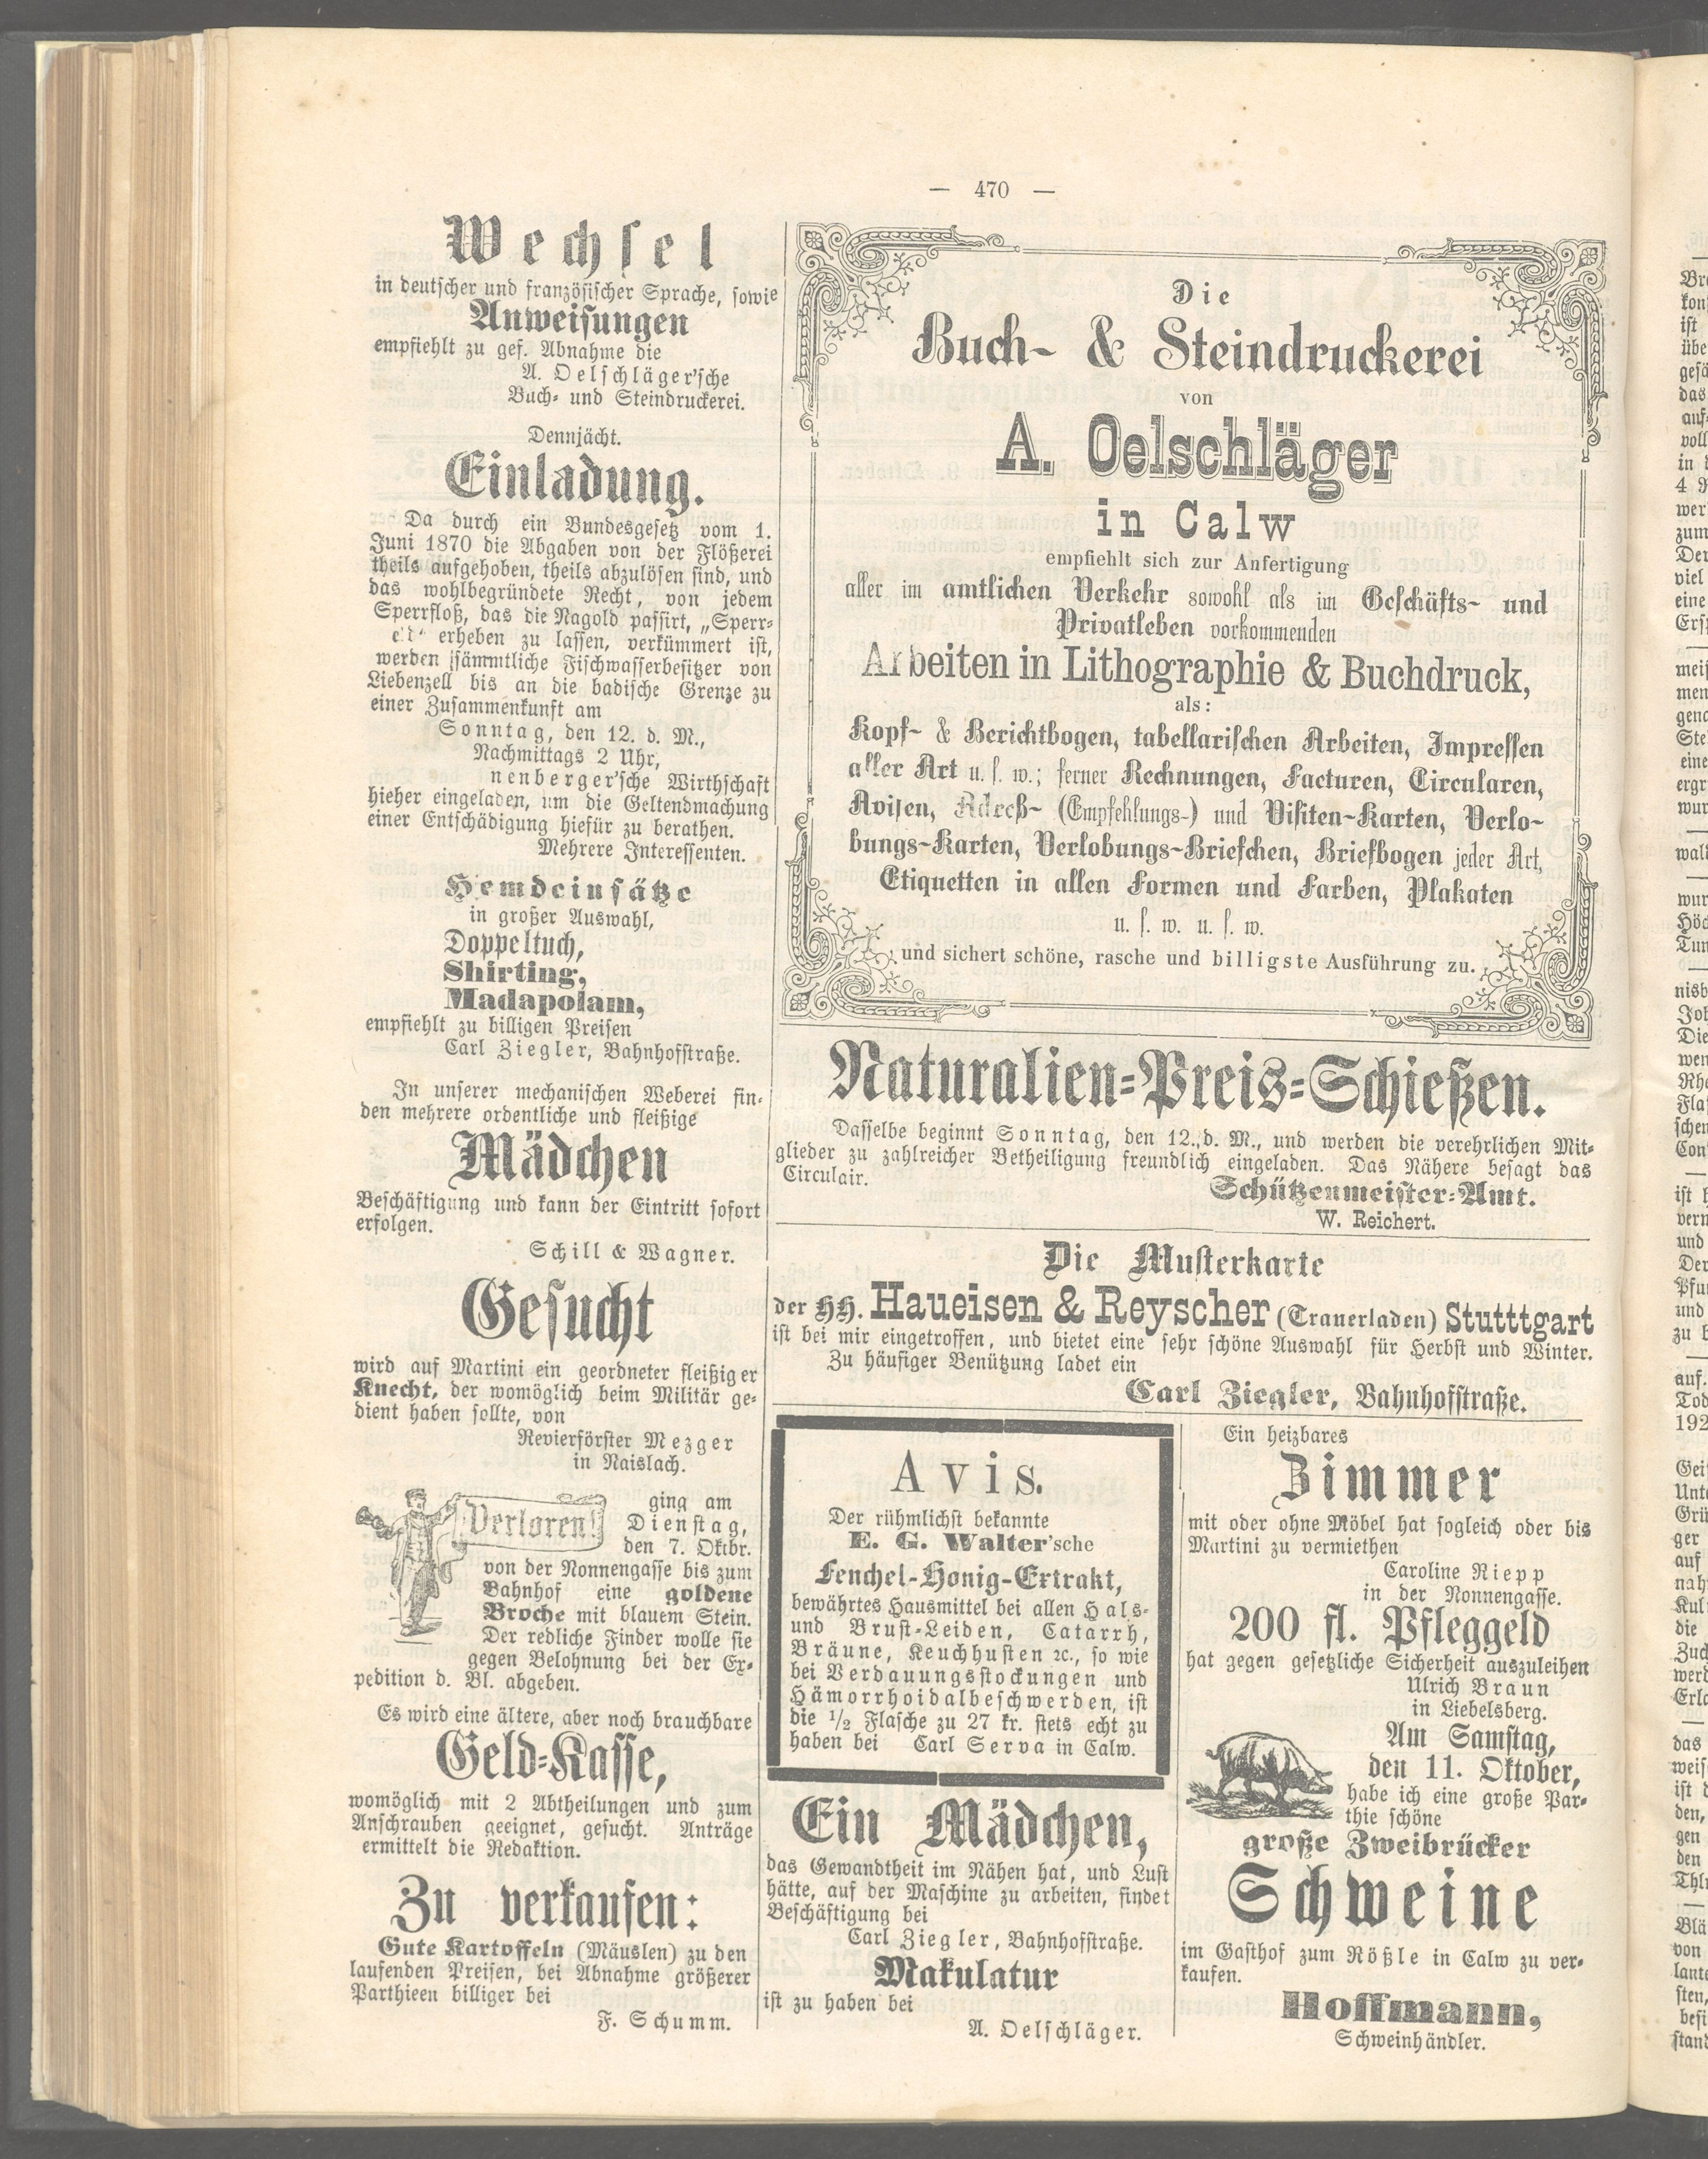 — 470 —
Wechsel
in deutscher und französischer Sprache, sowie
Anweisungen
empfiehlt zu gef. Abnahme die
A. Oelschläger'sche
Buch- und Steindruckerei.
Dennjächt.
Einladung.
Da durch ein Bundesgesetz vom 1.
Juni 1870 die Abgaben von der Flößerei
theils aufgehoben, theils abzulösen sind, und
das wohlbegründete Recht, von jedem
Sperrfloß, das die Nagold passirt, „Sperr-
erheben zu lassen, verkümmert ist,
werden sämmtliche Fischwasserbesitzer von
Liebenzell bis an die badische Grenze zu
einer Zusammenkunft am
Sonntag, den 12. d. M.,
Nachmittags 2 Uhr,
nenberger'sche Wirthschaft
hieher eingeladen, um die Geltendmachung
einer Entschädigung hiefür zu berathen.
Mehrere Interessenten.
Hemdeinsätze
in großer Auswahl,
Doppeltuch,
Shirting,
Madapolam,
empfiehlt zu billigen Preisen
Carl Ziegler, Bahnhofstraße.
In unserer mechanischen Weberei fin-
den mehrere ordentliche und fleißige
Mädchen
Beschäftigung und kann der Eintritt sofort
erfolgen.
Schill & Wagner.
Gesucht
wird auf Martini ein geordneter fleißiger
Knecht, der womöglich beim Militär ge-
dient haben sollte, von
Revierförster Mezger
in Naislach.
Verloren!
ging am
Dienstag,
den 7. Oktbr.
von der Nonnengasse bis zum
Bahnhof eine goldene
Broche mit blauem Stein.
Der redliche Finder wolle sie
gegen Belohnung bei der Ex-
pedition d. Bl. abgeben.
Es wird eine ältere, aber noch brauchbare
Geld-Kasse,
womöglich mit 2 Abtheilungen und zum
Anschrauben geeignet, gesucht. Anträge
ermittelt die Redaktion.
Zu verkaufen:
Gute Kartoffeln (Mäuslen) zu den
laufenden Preisen, bei Abnahme größerer
Parthieen billiger bei
F. Schumm.
Die
Buch- & Steindruckerei
von
A. Oelschläger
in Calw
empfiehlt sich zur Anfertigung
aller im amtlichen Verkehr sowohl als im Geschäfts- und
Privatleben vorkommenden
Arbeiten in Lithographie & Buchdruck,
als:
Kopf- & Berichtbogen, tabellarischen Arbeiten, Impressen
aller Art u. s. w.; ferner Rechnungen, Facturen, Circularen,
Avisen, Adreß- (Empfehlungs-) und Visiten-Karten, Verlo-
bungs-Karten, Verlobungs-Briefchen, Briefbogen jeder Art,
Etiquetten in allen Formen und Farben, Plakaten
u. s. w. u. s. w.
und sichert schöne, rasche und billigste Ausführung zu.
Naturalien-Preis-Schießen.
Dasselbe beginnt Sonntag, den 12. d. M., und werden die verehrlichen Mit-
glieder zu zahlreicher Betheiligung freundlich eingeladen. Das Nähere besagt das
Circulair.
Schützenmeister-Amt.
W. Reichert.
Die Musterkarte
der HH. Haueisen & Reyscher (Trauerladen) Stutttgart
ist bei mir eingetroffen, und bietet eine sehr schöne Auswahl für Herbst und Winter.
Zu häufiger Benützung ladet ein
Carl Ziegler, Bahnhofstraße.
Avis.
Der rühmlichst bekannte
E. G. Walter'sche
Fenchel-Honig-Extrakt,
bewährtes Hausmittel bei allen Hals-
und Brust-Leiden, Catarrh,
Bräune, Keuchhusten ꝛc., so wie
bei Verdauungsstockungen und
Hämorrhoidalbeschwerden, ist
die 1/2 Flasche zu 27 kr. stets echt zu
haben bei Carl Serva in Calw.
Ein Mädchen,
das Gewandtheit im Nähen hat, und Lust
hätte, auf der Maschine zu arbeiten, findet
Beschäftigung bei
Carl Ziegler, Bahnhofstraße.
Makulatur
ist zu haben bei
A. Oelschläger.
Ein heizbares
Zimmer
mit oder ohne Möbel hat sogleich oder bis
Martini zu vermiethen
Caroline Riepp
in der Nonnengasse.
200 fl. Pfleggeld
hat gegen gesetzliche Sicherheit auszuleihen
Ulrich Braun
in Liebelsberg.
Am Samstag,
den 11. Oktober,
habe ich eine große Par-
thie schöne
große Zweibrücker
Schweine
im Gasthof zum Rößle in Calw zu ver-
kaufen.
Hoffmann,
Schweinhändler.